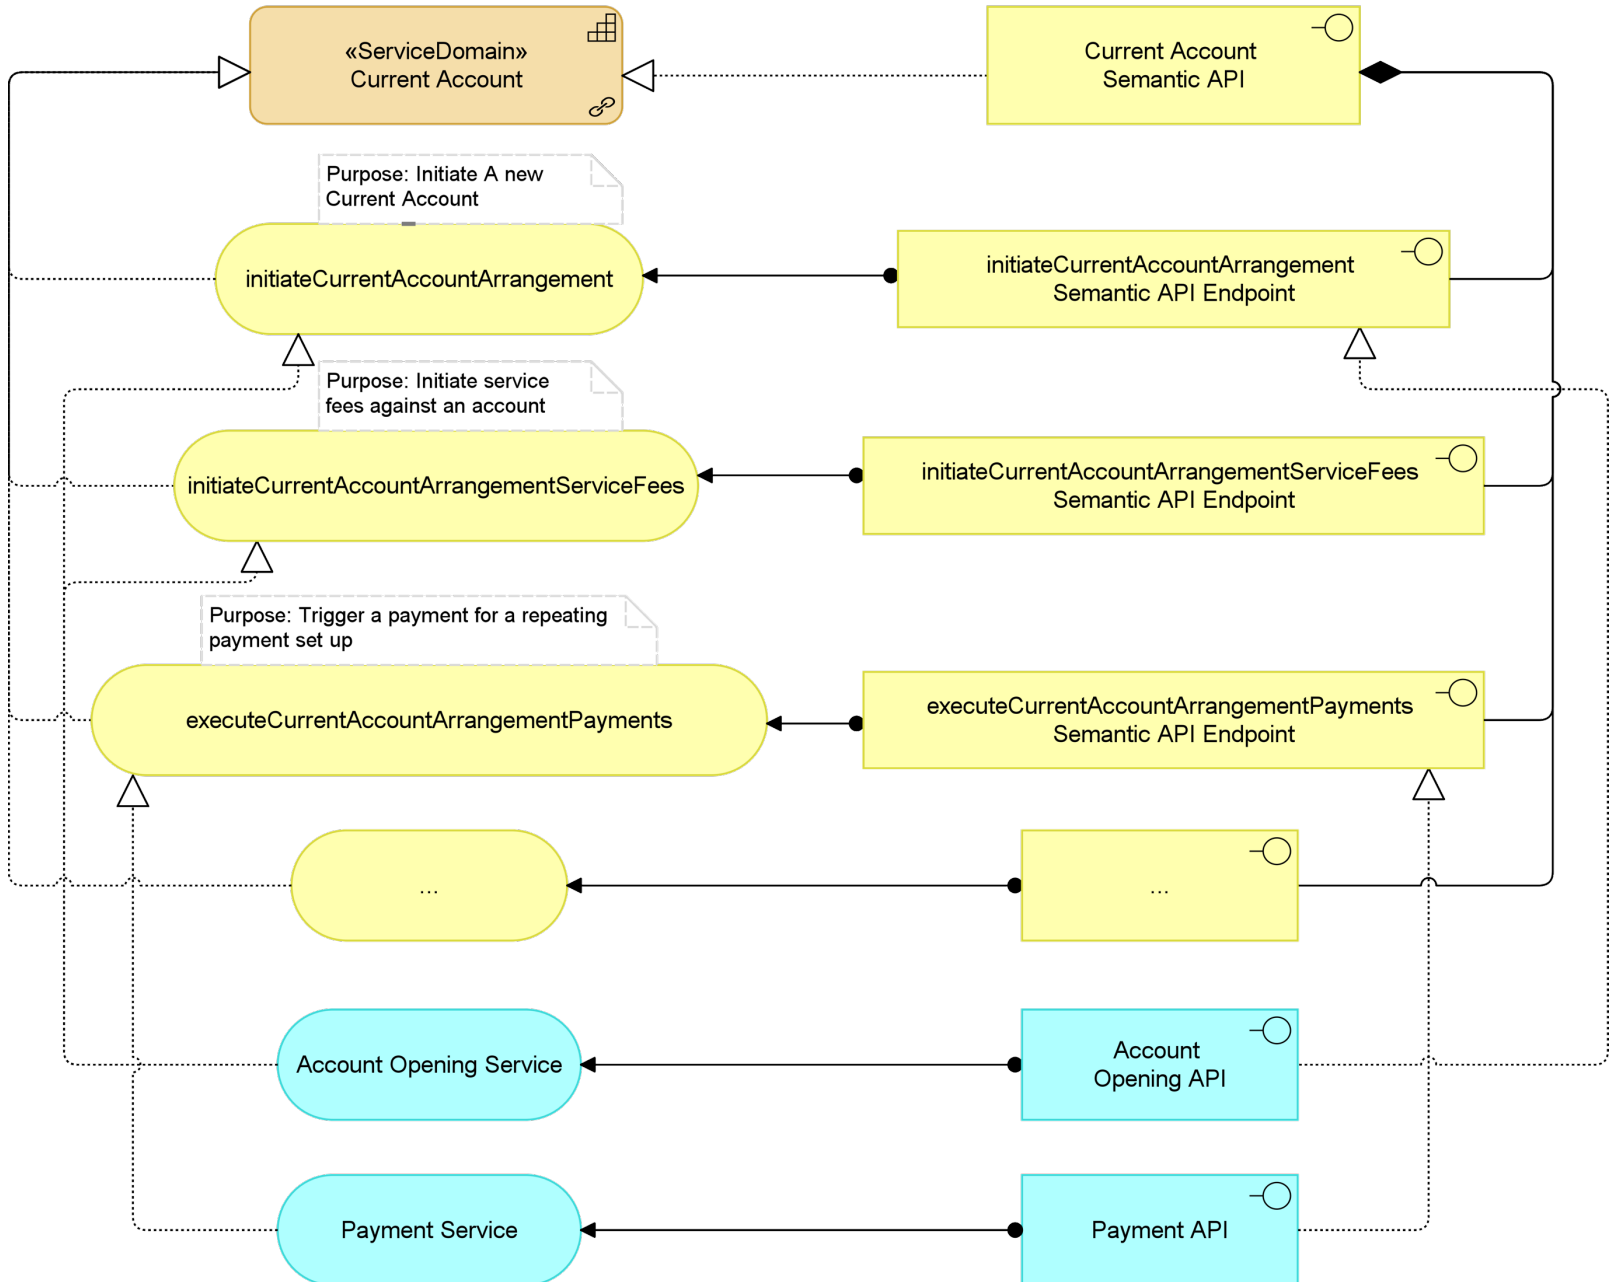 «ServiceDomain»
Current Account
Current Account
Semantic API
Purpose: Initiate A new
Current Account
initiateCurrentAccountArrangement
initiateCurrentAccountArrangement
Semantic API Endpoint
Purpose: Initiate service
fees against an account
initiateCurrentAccountArrangementServiceFees
initiateCurrentAccountArrangementServiceFees
Semantic API Endpoint
Purpose: Trigger a payment for a repeating
payment set up
executeCurrentAccountArrangementPayments
executeCurrentAccountArrangementPayments
Semantic API Endpoint
...
...
Account Opening Service
Account
Opening API
Payment Service
Payment API